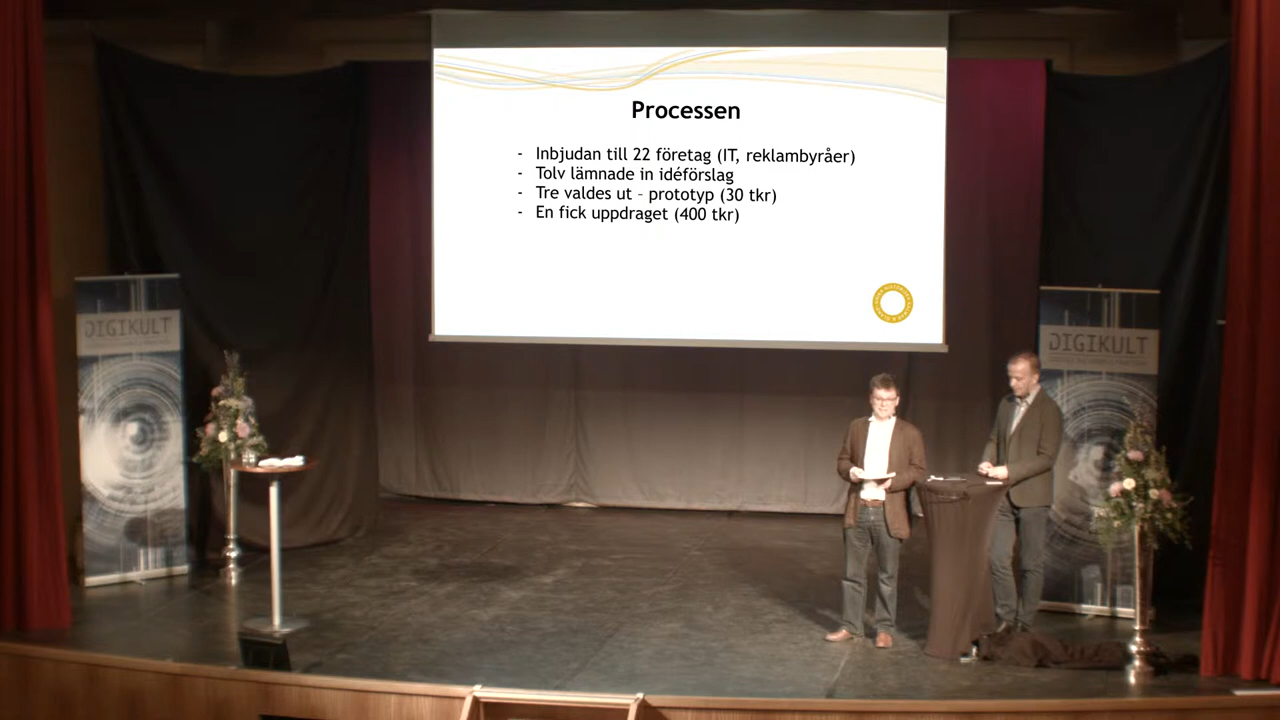 Processen
- Inbjudan till 22 företag (IT, reklambyråer)
- Tolv lämnade in idéförslag
- Tre valdes ut – prototyp (30 tkr)
- En fick uppdraget (400 tkr)
DIGIKULT
DIGIKULT